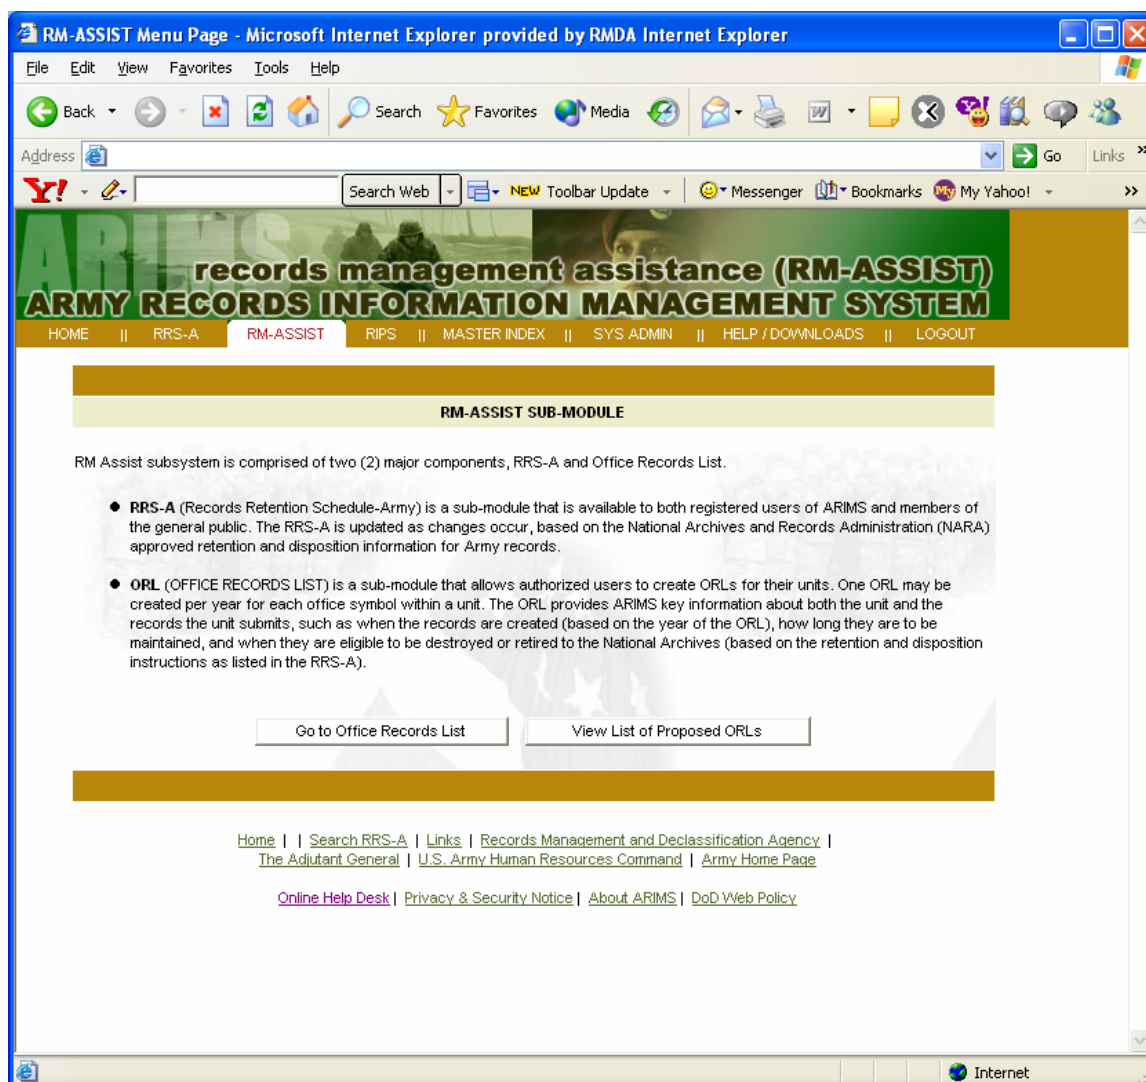 RM-ASSIST Menu Page - Microsoft Internet Explorer provided by RMDA Internet Explorer
File Edit View Favorites Tools Help
Back Search Favorites Media
Address Go Links »
Y! Search Web NEW Toolbar Update Messenger Bookmarks My My Yahoo! »
ARIMS
records management assistance (RM-ASSIST)
ARMY RECORDS INFORMATION MANAGEMENT SYSTEM
HOME || RRS-A RM-ASSIST RIPS || MASTER INDEX || SYS ADMIN || HELP / DOWNLOADS || LOGOUT
RM-ASSIST SUB-MODULE
RM Assist subsystem is comprised of two (2) major components, RRS-A and Office Records List.
● RRS-A (Records Retention Schedule-Army) is a sub-module that is available to both registered users of ARIMS and members of
the general public. The RRS-A is updated as changes occur, based on the National Archives and Records Administration (NARA)
approved retention and disposition information for Army records.
● ORL (OFFICE RECORDS LIST) is a sub-module that allows authorized users to create ORLs for their units. One ORL may be
created per year for each office symbol within a unit. The ORL provides ARIMS key information about both the unit and the
records the unit submits, such as when the records are created (based on the year of the ORL), how long they are to be
maintained, and when they are eligible to be destroyed or retired to the National Archives (based on the retention and disposition
instructions as listed in the RRS-A).
Go to Office Records List View List of Proposed ORLs
Home | | Search RRS-A | Links | Records Management and Declassification Agency |
The Adjutant General | U.S. Army Human Resources Command | Army Home Page
Online Help Desk | Privacy & Security Notice | About ARIMS | DoD Web Policy
Internet